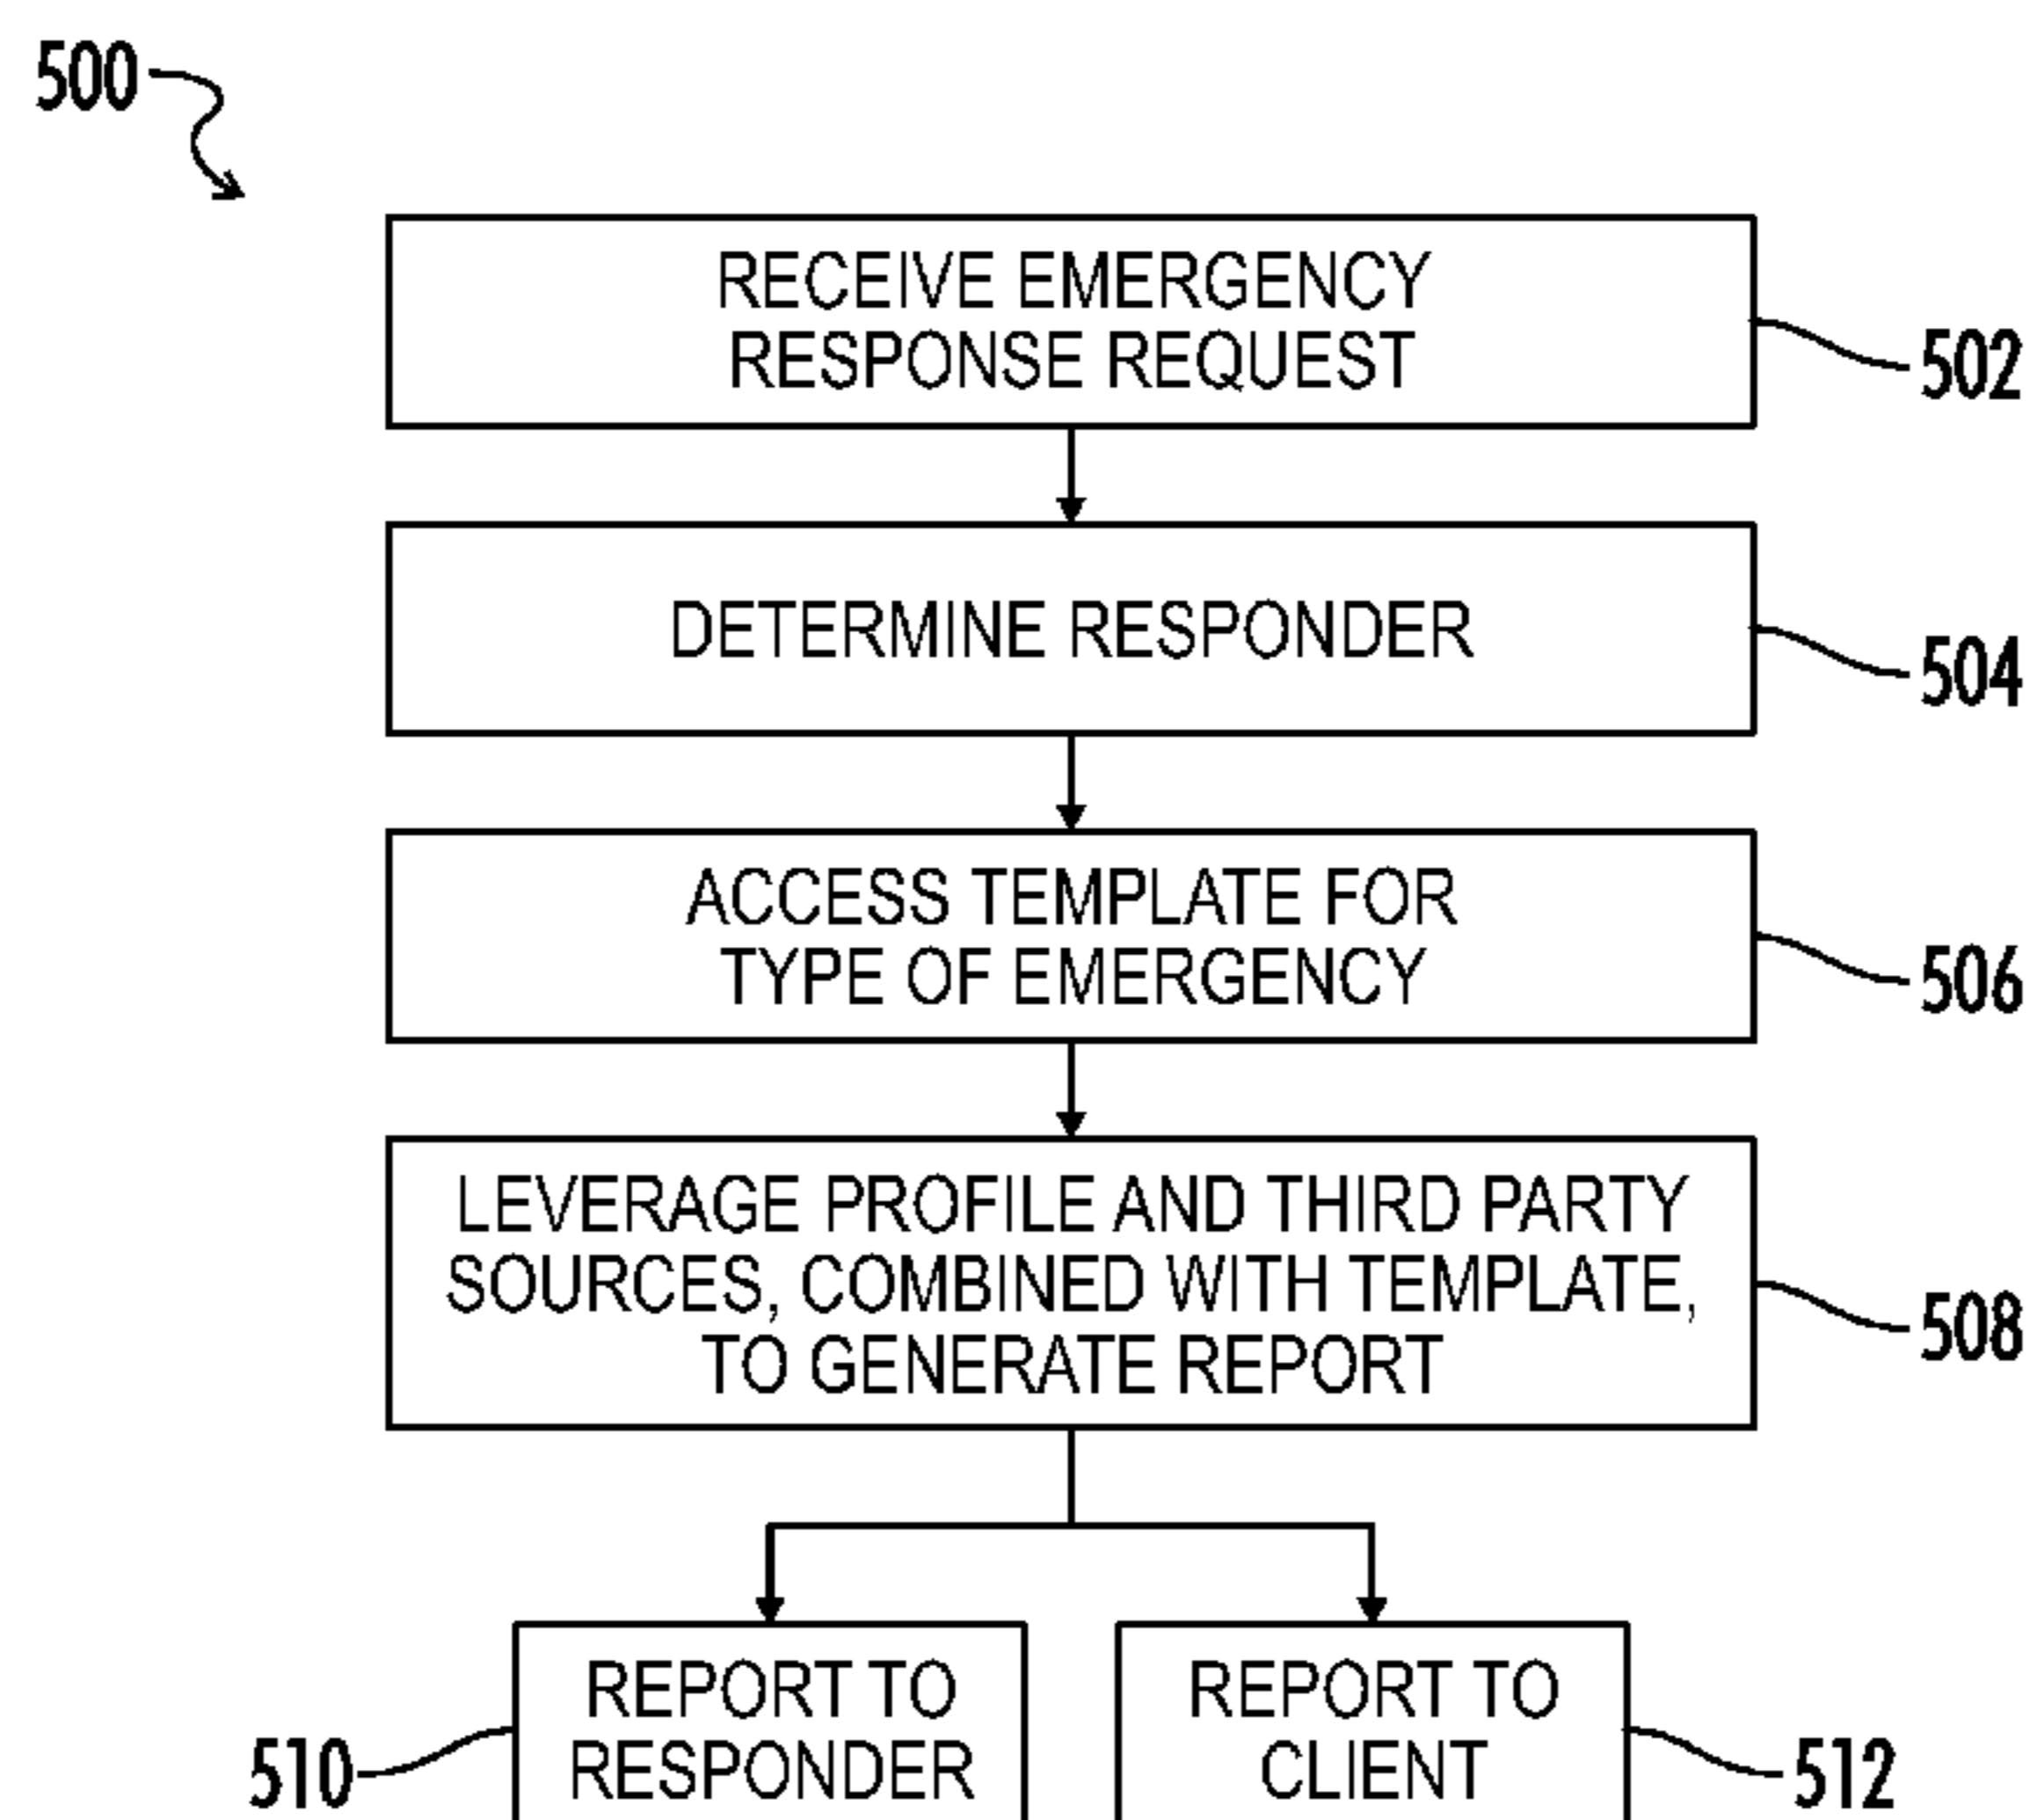 500
RECEIVE EMERGENCY
RESPONSE REQUEST
502
DETERMINE RESPONDER
504
ACCESS TEMPLATE FOR
TYPE OF EMERGENCY
506
LEVERAGE PROFILE AND THIRD PARTY
SOURCES, COMBINED WITH TEMPLATE,
TO GENERATE REPORT
508
REPORT TO
RESPONDER
510
REPORT TO
CLIENT
512